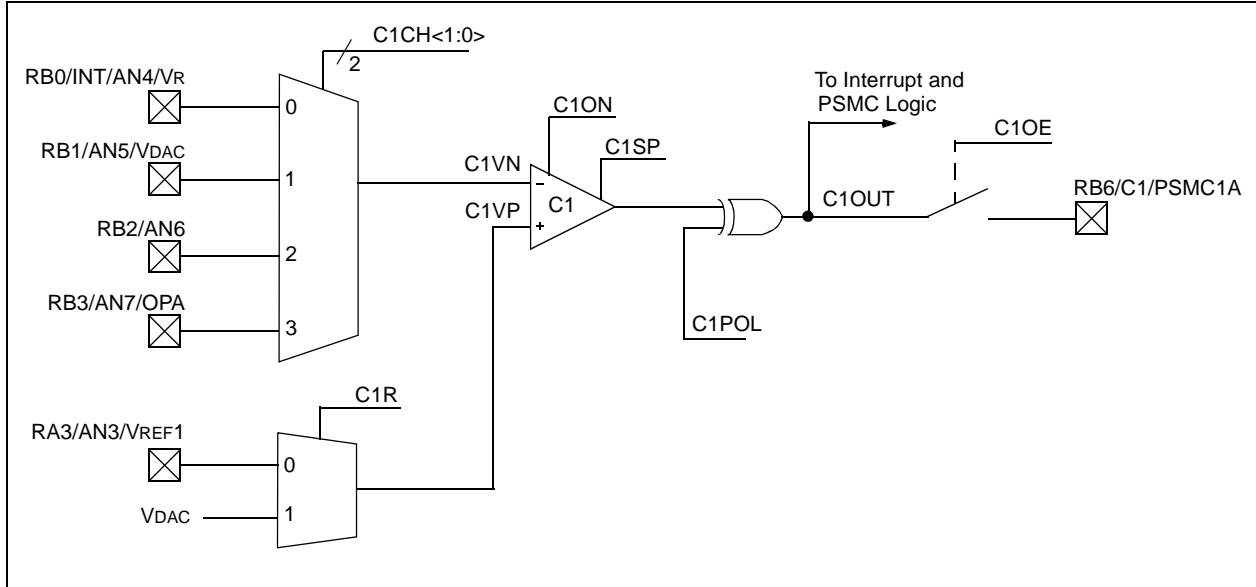 C1CH<1:0>
2
RB0/INT/AN4/VR
0
RB1/AN5/VDAC
1
RB2/AN6
2
RB3/AN7/OPA
3
C1R
RA3/AN3/VREF1
0
VDAC
1
C1ON
C1SP
C1VN
–
C1
C1VP
+
C1POL
To Interrupt and
PSMC Logic
C1OUT
C1OE
RB6/C1/PSMC1A